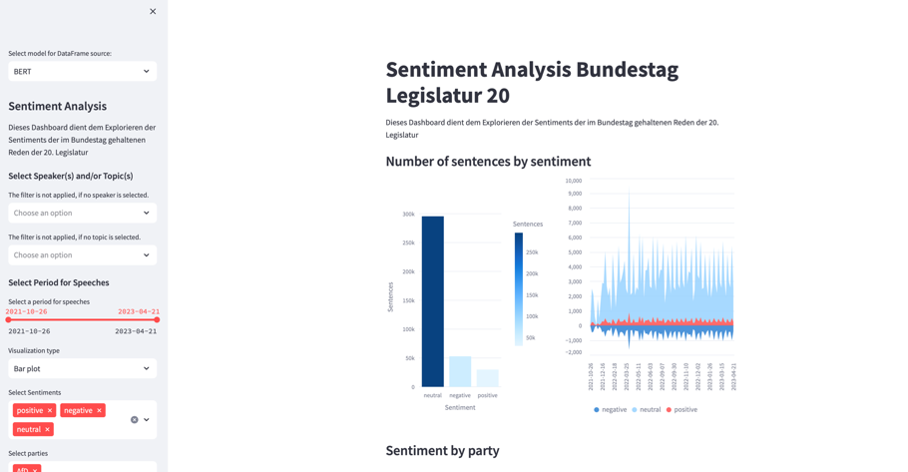 ×
Select model for DataFrame source:
BERT
Sentiment Analysis
Dieses Dashboard dient dem Explorieren der
Sentiments der im Bundestag gehaltenen
Reden der 20. Legislatur
Select Speaker(s) and/or Topic(s)
The filter is not applied, if no speaker is selected.
Choose an option
The filter is not applied, if no topic is selected.
Choose an option
Select Period for Speeches
Select a period for speeches
2021-10-26 2023-04-21
2021-10-26 2023-04-21
Visualization type
Bar plot
Select Sentiments
positive × negative ×
neutral ×
Select parties
AfD ×
Sentiment Analysis Bundestag
Legislatur 20
Dieses Dashboard dient dem Explorieren der Sentiments der im Bundestag gehaltenen Reden der 20.
Legislatur
Number of sentences by sentiment
Sentences
300k
250k
200k
150k
100k
50k
0
neutral negative positive
Sentiment
Sentences
250k
200k
150k
100k
50k
10,000
9,000
8,000
7,000
6,000
5,000
4,000
3,000
2,000
1,000
0
−1,000
−2,000
2021-10-26
2021-12-16
2022-02-18
2022-03-25
2022-05-11
2022-06-03
2022-09-07
2022-09-30
2022-11-10
2022-12-02
2023-01-26
2023-03-15
2023-04-21
negative neutral positive
Sentiment by party